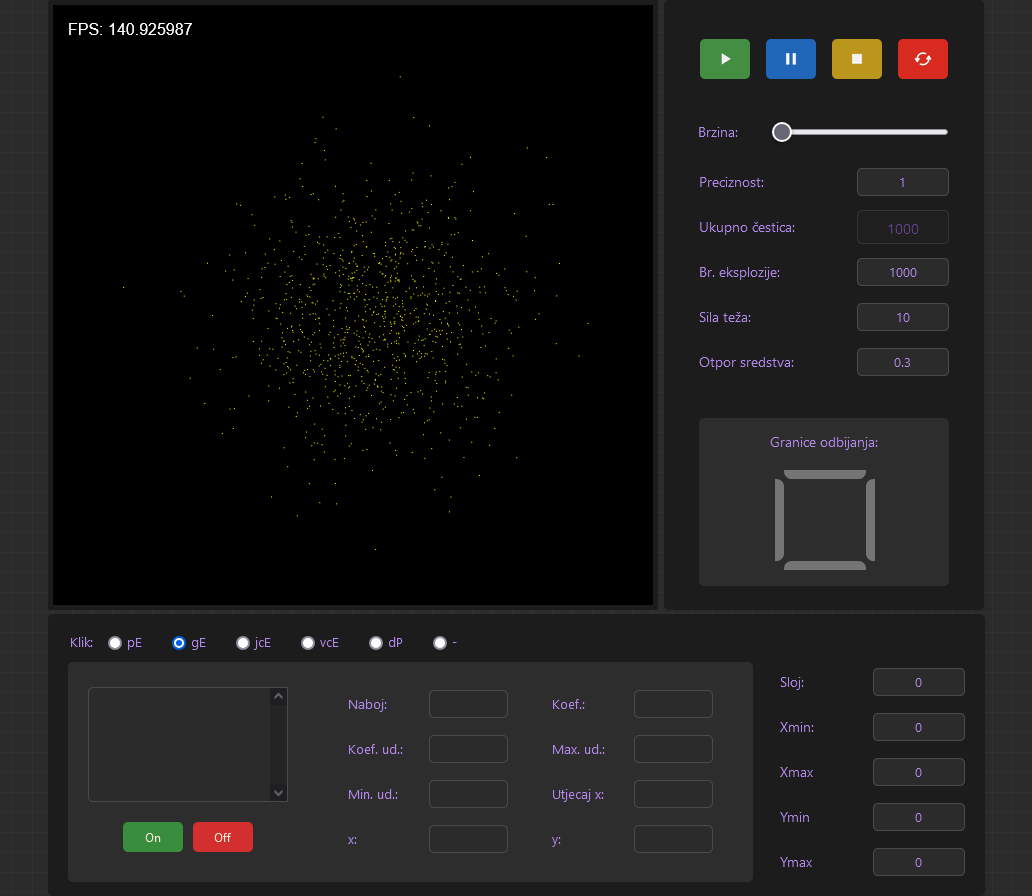 FPS: 140.925987
Brzina:
Preciznost: 1
Ukupno čestica: 1000
Br. eksplozije: 1000
Sila teža: 10
Otpor sredstva: 0.3
Granice odbijanja:
Klik: pE gE jcE vcE dP -
Naboj: Koef.:
Koef. ud.: Max. ud.:
Min. ud.: Utjecaj x:
x: y:
On Off
Sloj: 0
Xmin: 0
Xmax 0
Ymin 0
Ymax 0